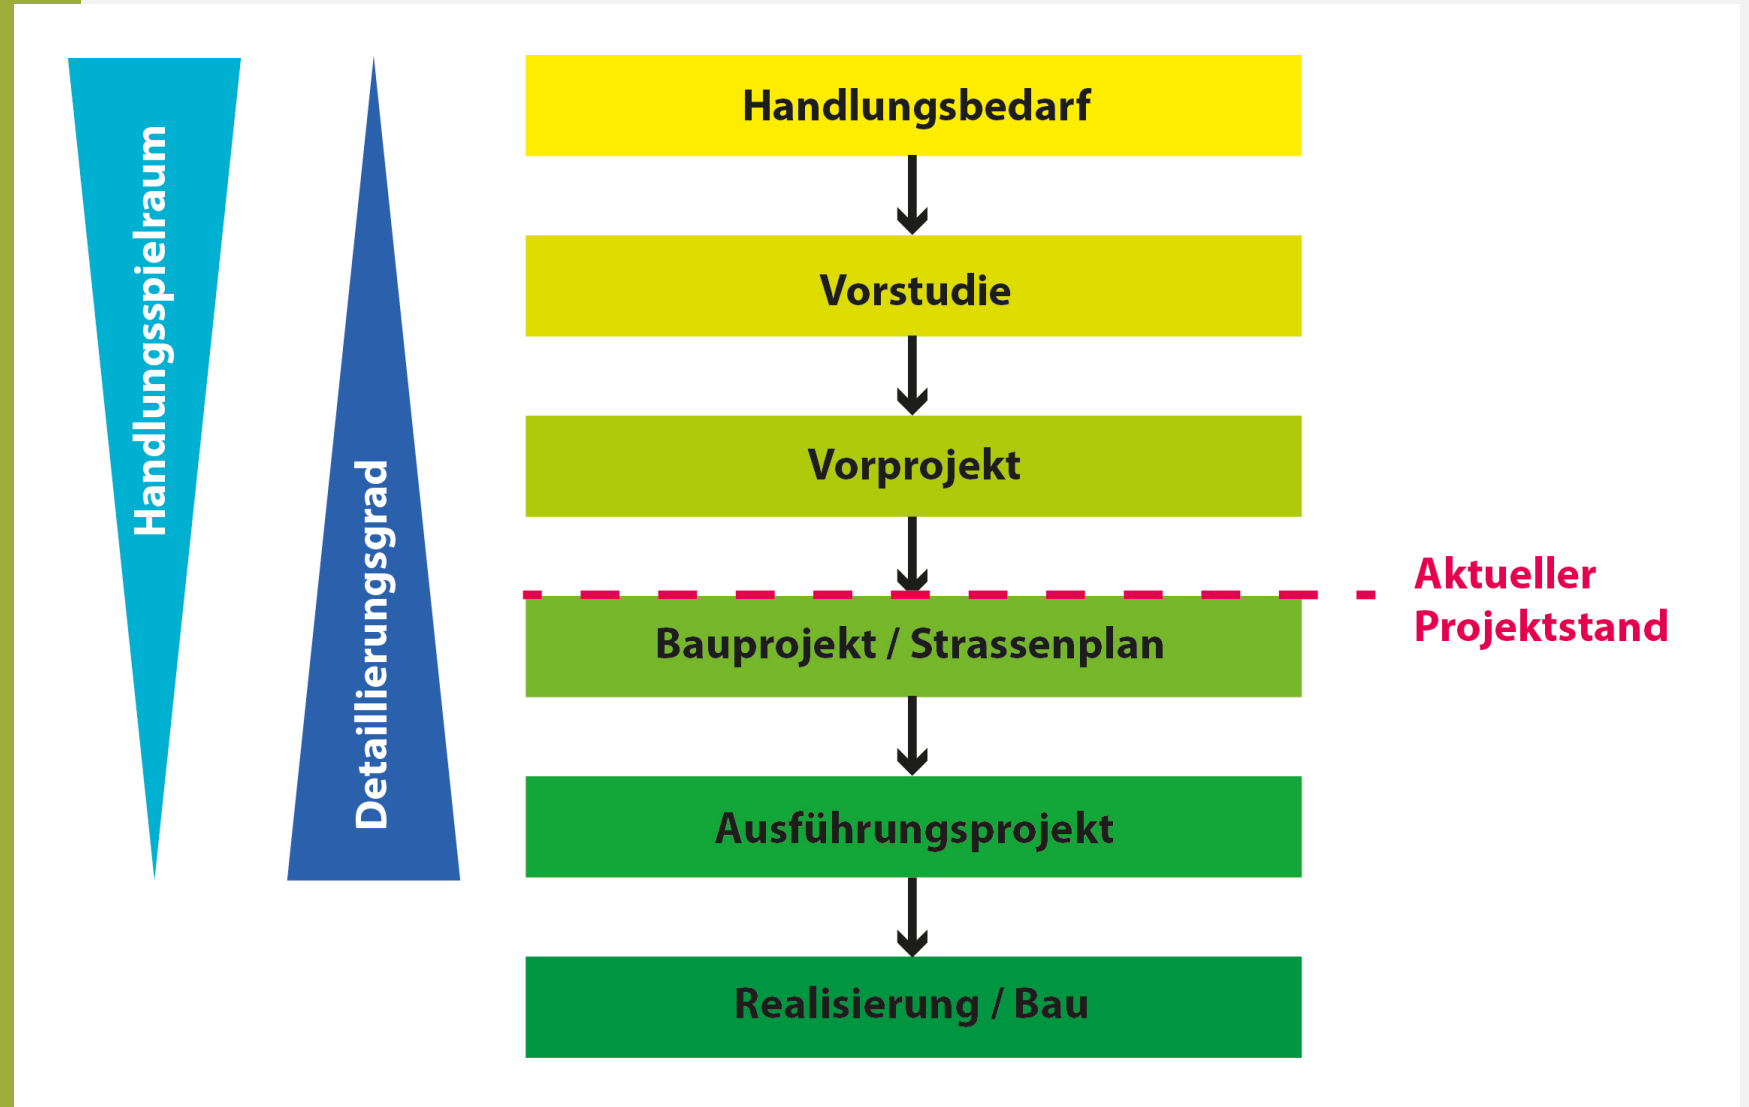 Handlungsspielraum
Detaillierungsgrad
Handlungsbedarf
Vorstudie
Vorprojekt
Aktueller
Projektstand
Bauprojekt / Strassenplan
Ausführungsprojekt
Realisierung / Bau